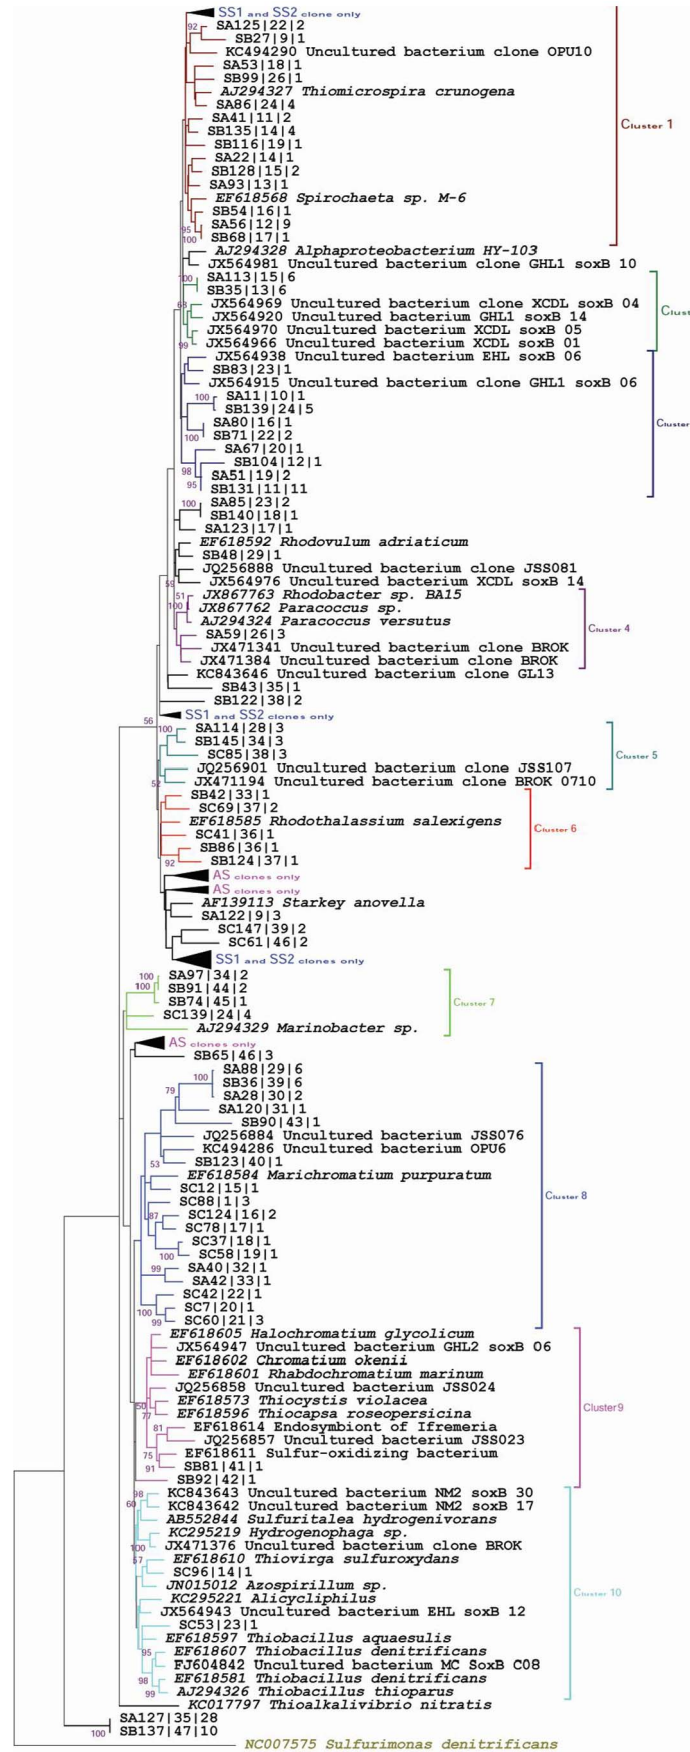 SS1 and SS2 clone only
92
SA125|22|2
SB27|9|1
KC494290 Uncultured bacterium clone OPU10
SA53|18|1
SB99|26|1
AJ294327 Thiomicrospira crunogena
SA86|24|4
SA41|11|2
SB135|14|4
Cluster 1
SB116|19|1
SA22|14|1
SB128|15|2
SA93|13|1
EF618568 Spirochaeta sp. M-6
SB54|16|1
SA56|12|9
95
SB68|17|1
100
AJ294328 Alphaproteobacterium HY-103
JX564981 Uncultured bacterium clone GHL1 soxB 10
SA113|15|6
100
SB35|13|6
JX564969 Uncultured bacterium clone XCDL soxB 04
JX564920 Uncultured bacterium GHL1 soxB 14
Clust
JX564970 Uncultured bacterium XCDL soxB 05
JX564966 Uncultured bacterium XCDL soxB 01
99
JX564938 Uncultured bacterium EHL soxB 06
SB83|23|1
JX564915 Uncultured bacterium clone GHL1 soxB 06
SA11|10|1
100
SB139|24|5
SA80|16|1
Cluster
SB71|22|2
100
SA67|20|1
SB104|12|1
98
SA51|19|2
95
SB131|11|11
SA85|23|2
100
SB140|18|1
SA123|17|1
EF618592 Rhodovulum adriaticum
SB48|29|1
JQ256888 Uncultured bacterium clone JSS081
JX564976 Uncultured bacterium XCDL soxB 14
59
JX867763 Rhodobacter sp. BA15
51
JX867762 Paracoccus sp.
100
AJ294324 Paracoccus versutus
Cluster 4
SA59|26|3
JX471341 Uncultured bacterium clone BROK
JX471384 Uncultured bacterium clone BROK
KC843646 Uncultured bacterium clone GL13
SB43|35|1
SB122|38|2
SS1 and SS2 clones only
56
SA114|28|3
100
SB145|34|3
SC85|38|3
Cluster 5
JQ256901 Uncultured bacterium clone JSS107
JX471194 Uncultured bacterium clone BROK 0710
52
SB42|33|1
SC69|37|2
EF618585 Rhodothalassium salexigens
Cluster 6
SC41|36|1
SB86|36|1
SB124|37|1
92
AS clones only
AS clones only
AF139113 Starkey anovella
SA122|9|3
SC147|39|2
SC61|46|2
SS1 and SS2 clones only
SA97|34|2
100
SB91|44|2
100
SB74|45|1
Cluster 7
SC139|24|4
AJ294329 Marinobacter sp.
AS clones only
SB65|46|3
SA88|29|6
100
SB36|39|6
79
SA28|30|2
SA120|31|1
SB90|43|1
JQ256884 Uncultured bacterium JSS076
KC494286 Uncultured bacterium OPU6
SB123|40|1
53
EF618584 Marichromatium purpuratum
SC12|15|1
Cluster 8
SC88|1|3
SC124|16|2
87
SC78|17|1
SC37|18|1
SC58|19|1
100
SA40|32|1
99
SA42|33|1
SC42|22|1
SC7|20|1
100
SC60|21|3
99
EF618605 Halochromatium glycolicum
JX564947 Uncultured bacterium GHL2 soxB 06
EF618602 Chromatium okenii
EF618601 Rhabdochromatium marinum
JQ256858 Uncultured bacterium JSS024
EF618573 Thiocystis violacea
50
Cluster9
EF618596 Thiocapsa roseopersicina
77
EF618614 Endosymbiont of Ifremeria
81
JQ256857 Uncultured bacterium JSS023
EF618611 Sulfur-oxidizing bacterium
75
SB81|41|1
91
SB92|42|1
KC843643 Uncultured bacterium NM2 soxB 30
98
KC843642 Uncultured bacterium NM2 soxB 17
60
AB552844 Sulfuritalea hydrogenivorans
KC295219 Hydrogenophaga sp.
JX471376 Uncultured bacterium clone BROK
100
EF618610 Thiovirga sulfuroxydans
57
SC96|14|1
JN015012 Azospirillum sp.
Cluster 10
KC295221 Alicycliphilus
JX564943 Uncultured bacterium EHL soxB 12
SC53|23|1
EF618597 Thiobacillus aquaesulis
EF618607 Thiobacillus denitrificans
95
FJ604842 Uncultured bacterium MC SoxB C08
EF618581 Thiobacillus denitrificans
98
AJ294326 Thiobacillus thioparus
99
KC017797 Thioalkalivibrio nitratis
SA127|35|28
SB137|47|10
100
NC007575 Sulfurimonas denitrificans